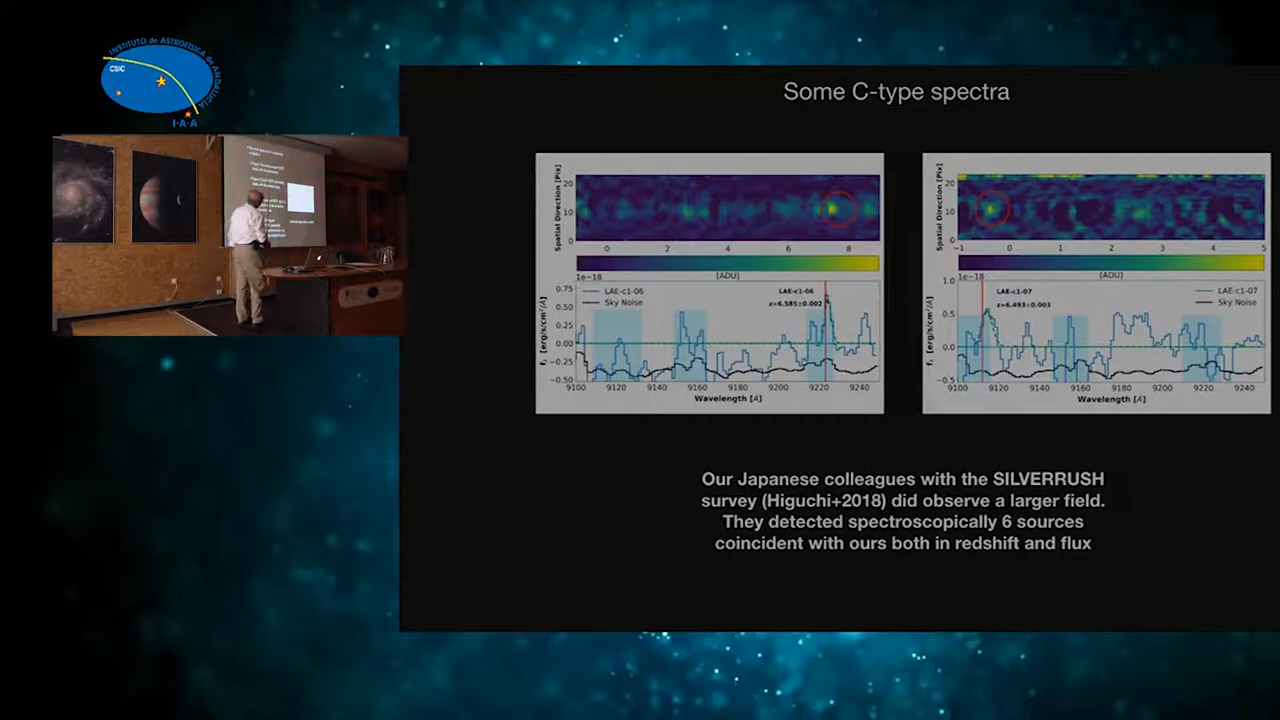 INSTITUTO de ASTROFISICA de ANDALUCIA
CSIC
I·A·A
Some C-type spectra
Spatial Direction [Pix]
20
10
0
0 2 4 6 8
[ADU]
1e−18
LAE-c1-06
Sky Noise
LAE-c1-06
z=6.585±0.002
fλ [erg/s/cm²/Å]
0.75
0.50
0.25
0.00
−0.25
−0.50
9100 9120 9140 9160 9180 9200 9220 9240
Wavelength [Å]
Spatial Direction [Pix]
20
10
0
−1 0 1 2 3 4 5
[ADU]
1e−18
LAE-c1-07
z=6.493±0.003
LAE-c1-07
Sky Noise
fλ [erg/s/cm²/Å]
1.0
0.5
0.0
−0.5
9100 9120 9140 9160 9180 9200 9220 9240
Wavelength [Å]
Our Japanese colleagues with the SILVERRUSH
survey (Higuchi+2018) did observe a larger field.
They detected spectroscopically 6 sources
coincident with ours both in redshift and flux